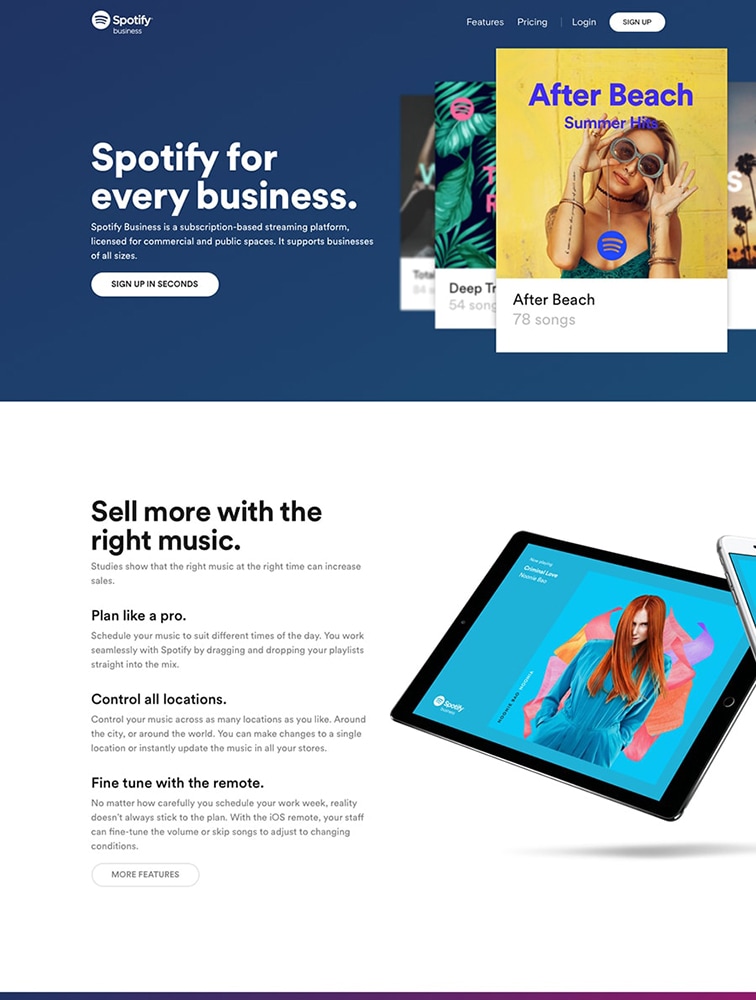 Spotify
business
Features Pricing Login SIGN UP
Spotify for
every business.
Spotify Business is a subscription-based streaming platform,
licensed for commercial and public spaces. It supports businesses
of all sizes.
SIGN UP IN SECONDS
After Beach
Summer Hits
Deep Tr
54 song
After Beach
78 songs
Sell more with the
right music.
Studies show that the right music at the right time can increase
sales.
Plan like a pro.
Schedule your music to suit different times of the day. You work
seamlessly with Spotify by dragging and dropping your playlists
straight into the mix.
Control all locations.
Control your music across as many locations as you like. Around
the city, or around the world. You can make changes to a single
location or instantly update the music in all your stores.
Fine tune with the remote.
No matter how carefully you schedule your work week, reality
doesn't always stick to the plan. With the iOS remote, your staff
can fine-tune the volume or skip songs to adjust to changing
conditions.
MORE FEATURES
Now playing
Criminal Love
Noonie Bao
NOONIE BAO
Spotify
business